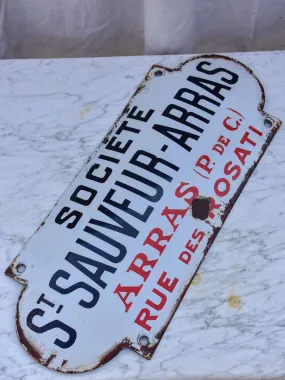 SOCIÉTÉ
ST SAUVEUR-ARRAS
ARRAS (P. DE C.)
RUE DES ROSATI